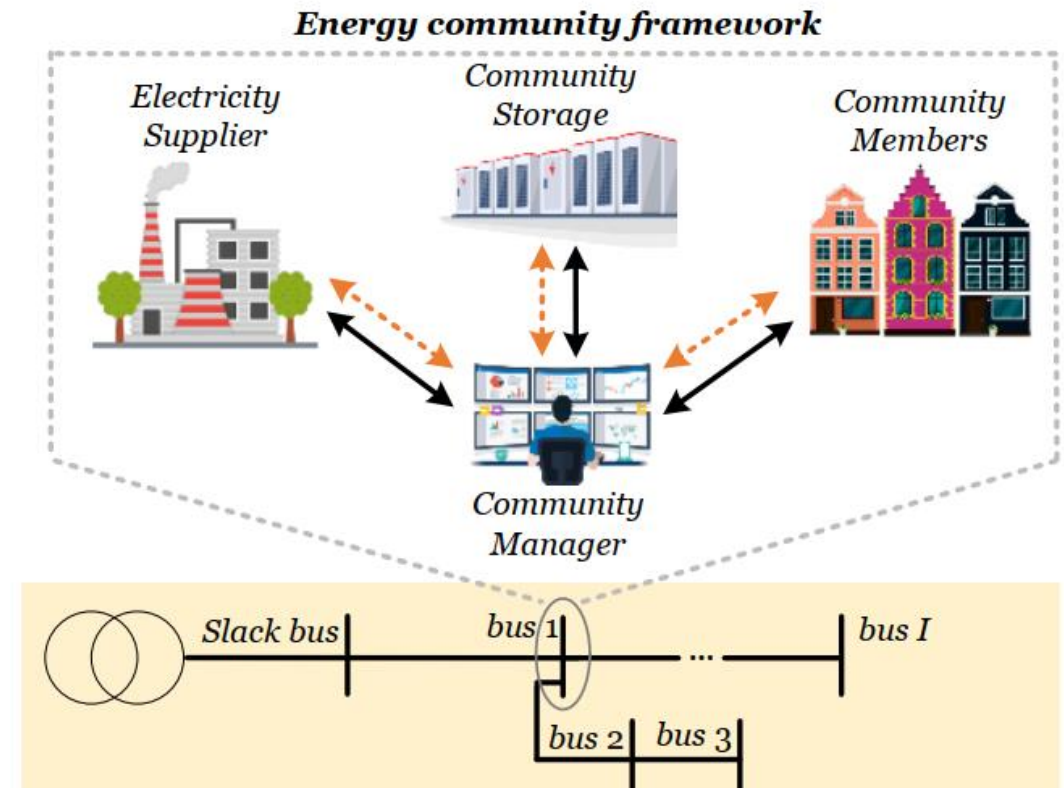 Energy community framework
Electricity
Supplier
Community
Storage
Community
Members
Community
Manager
Slack bus
bus 1
...
bus I
bus 2
bus 3